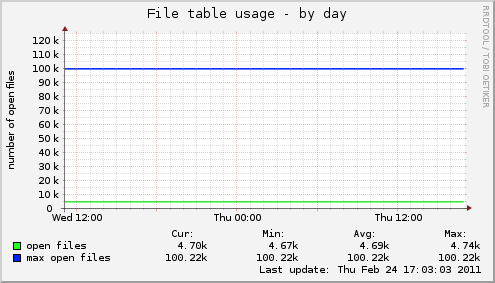 File table usage - by day
RRDTOOL / TOBI OETIKER
number of open files
120 k
110 k
100 k
90 k
80 k
70 k
60 k
50 k
40 k
30 k
20 k
10 k
0
Wed 12:00 Thu 00:00 Thu 12:00
Cur: Min: Avg: Max:
open files 4.70k 4.67k 4.69k 4.74k
max open files 100.22k 100.22k 100.22k 100.22k
Last update: Thu Feb 24 17:03:03 2011